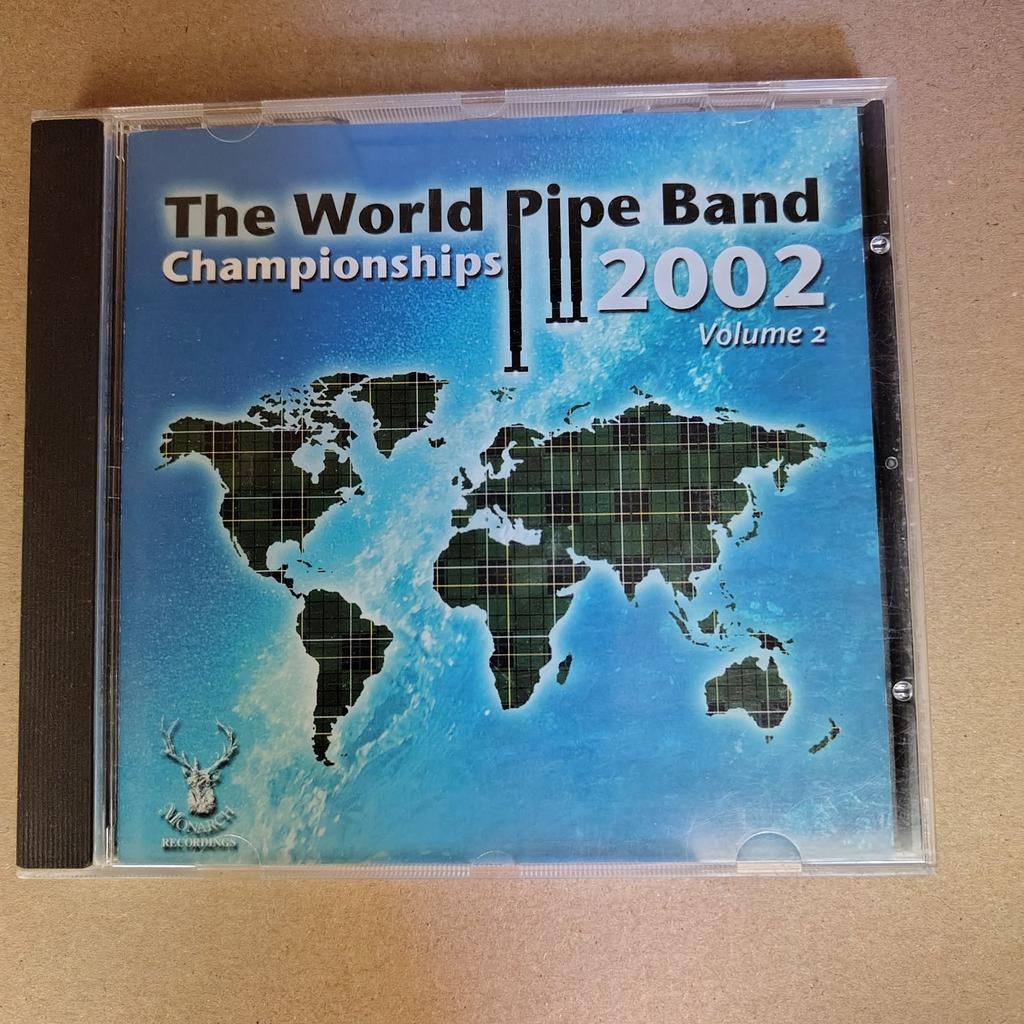 The World Pipe Band
Championships 2002
Volume 2
MONARCH
RECORDINGS